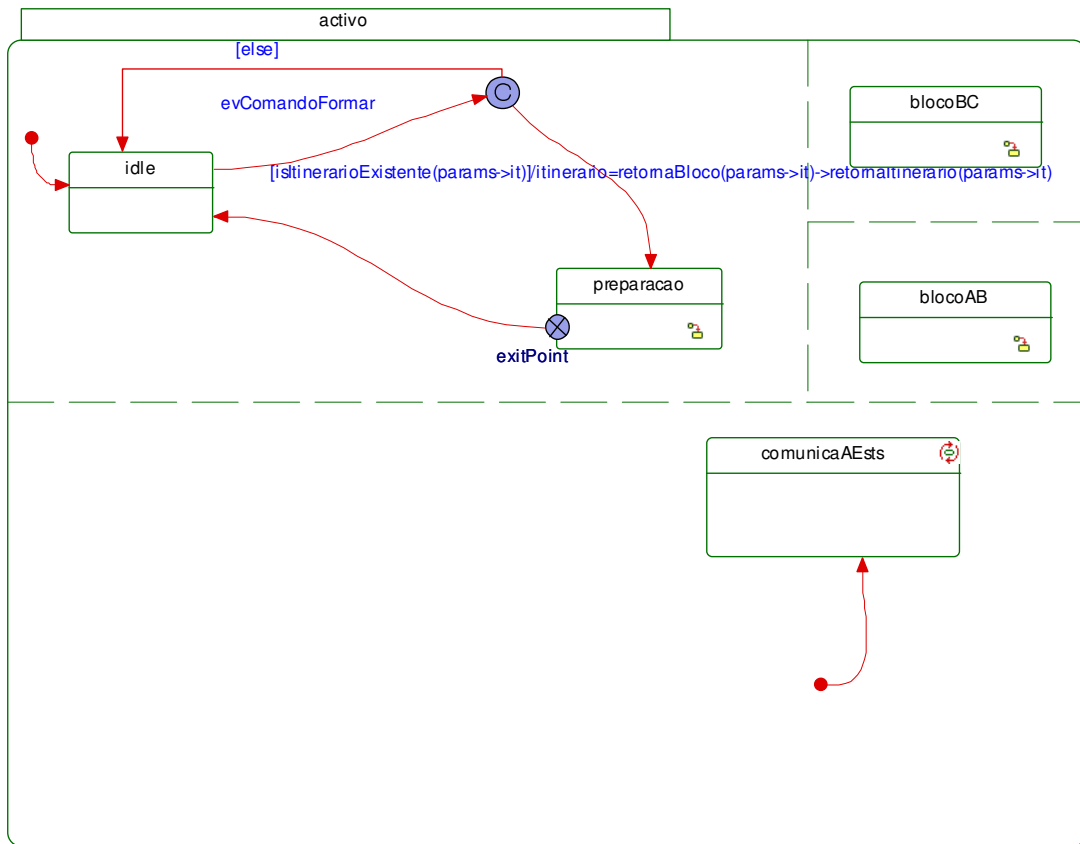 activo
[else]
C
evComandoFormar
blocoBC
idle
[isItinerarioExistente(params->it)]/itinerario=retornaBloco(params->it)->retornaItinerario(params->it)
preparacao
blocoAB
exitPoint
comunicaAEsts